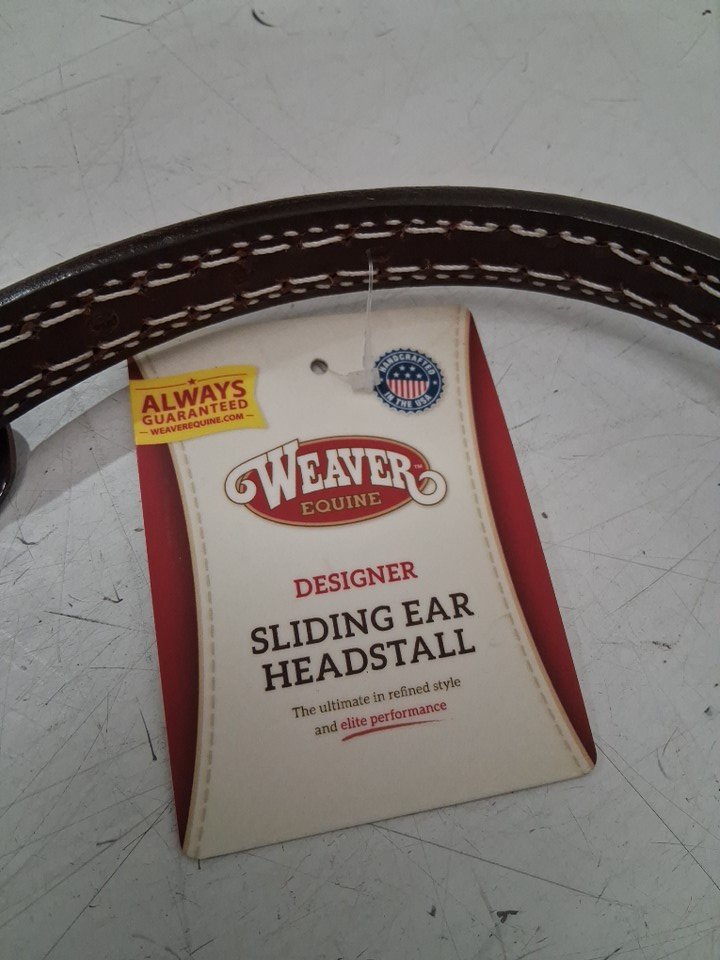 ALWAYS
GUARANTEED
WEAVEREQUINE.COM
HANDCRAFTED
IN THE USA
WEAVER™
EQUINE
DESIGNER
SLIDING EAR
HEADSTALL
The ultimate in refined style
and elite performance